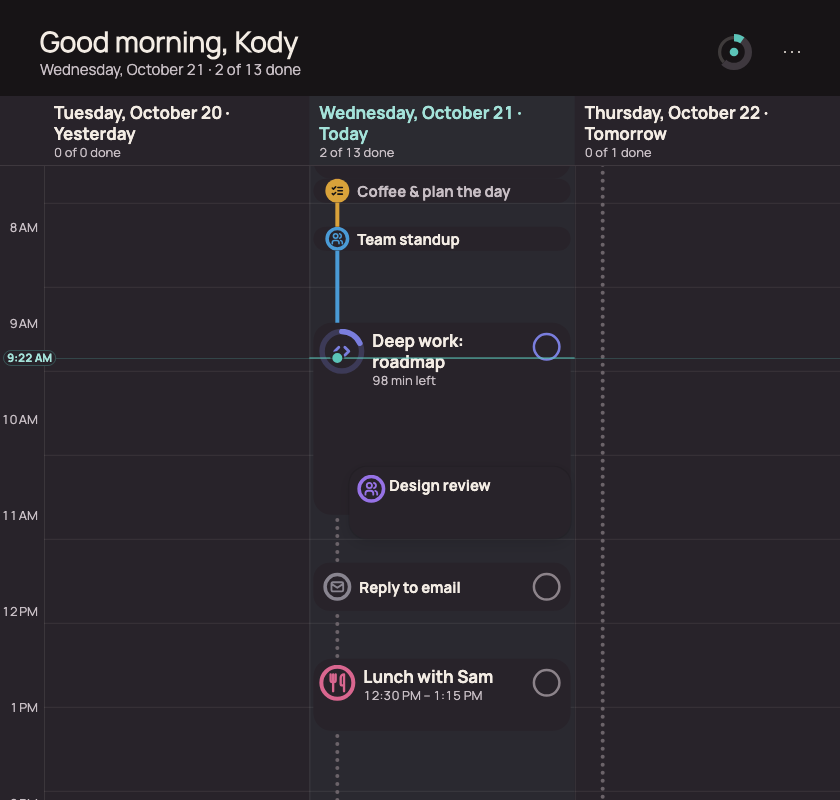 Good morning, Kody
Wednesday, October 21 · 2 of 13 done
Tuesday, October 20 ·
Yesterday
0 of 0 done
Wednesday, October 21 ·
Today
2 of 13 done
Thursday, October 22 ·
Tomorrow
0 of 1 done
Coffee & plan the day
8 AM
Team standup
9 AM
Deep work:
roadmap
9:22 AM
98 min left
10 AM
Design review
11 AM
Reply to email
12 PM
Lunch with Sam
12:30 PM – 1:15 PM
1 PM